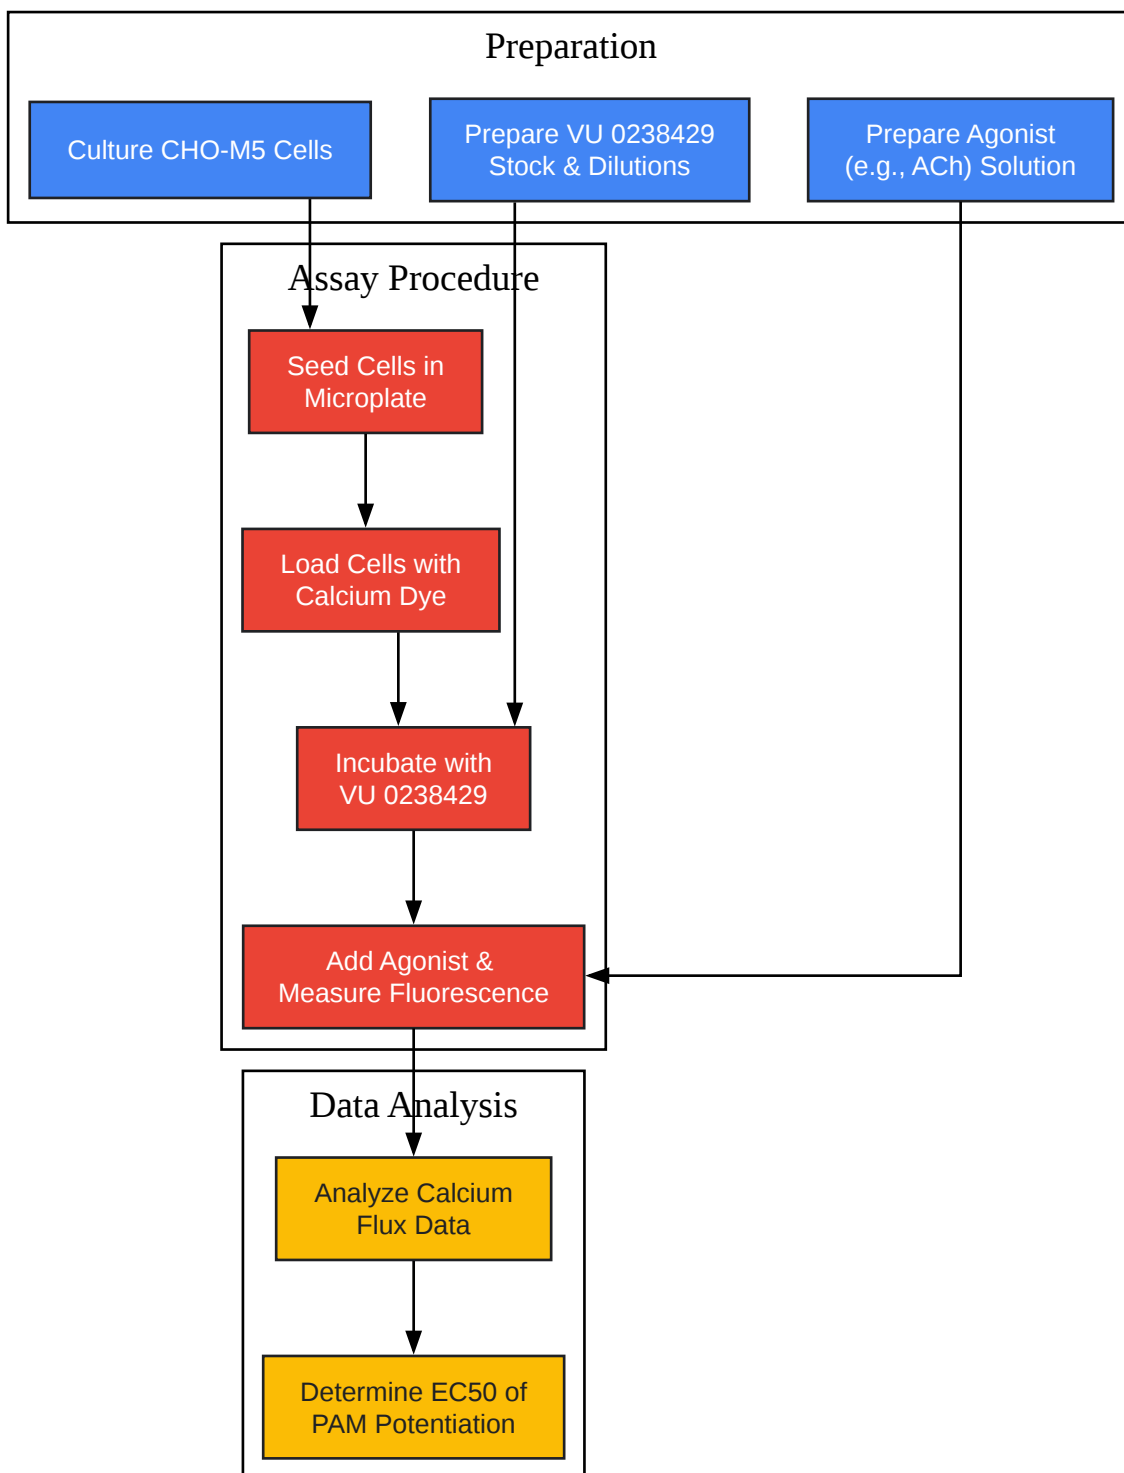 Preparation
Culture CHO-M5 Cells
Prepare VU 0238429
Stock & Dilutions
Prepare Agonist
(e.g., ACh) Solution
Assay Procedure
Seed Cells in
Microplate
Load Cells with
Calcium Dye
Incubate with
VU 0238429
Add Agonist &
Measure Fluorescence
Data Analysis
Analyze Calcium
Flux Data
Determine EC50 of
PAM Potentiation